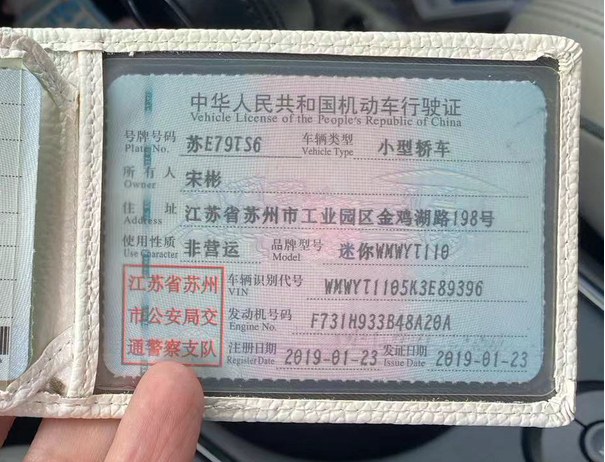 中华人民共和国机动车行驶证
Vehicle License of the People's Republic of China
号牌号码 苏E79TS6 车辆类型 小型轿车
Plate No. Vehicle Type
所有人 宋彬
Owner
住址 江苏省苏州市工业园区金鸡湖路198号
Address
使用性质 非营运 品牌型号 迷你WMWYT110
Use Character Model
江苏省苏州 车辆识别代号 WMWYT1105K3E89396
VIN
市公安局交 发动机号码 F731H933B48A20A
Engine No.
通警察支队 注册日期 2019-01-23 发证日期 2019-01-23
Register Date Issue Date